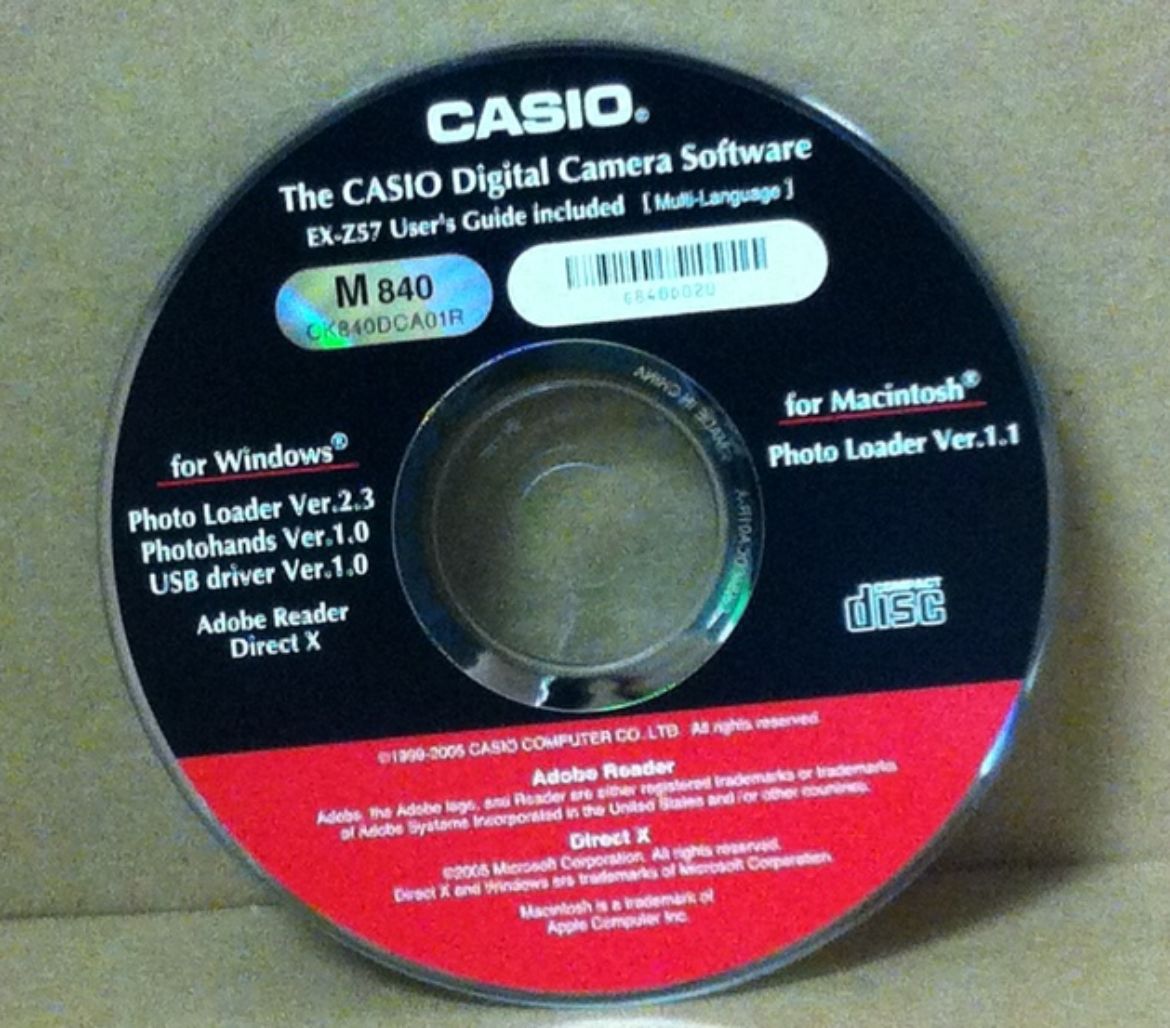 CASIO®
The CASIO Digital Camera Software
EX-Z57 User's Guide included [Multi-Language]
M 840
CK840DCA01R
for Windows®
Photo Loader Ver.2.3
Photohands Ver.1.0
USB driver Ver.1.0
Adobe Reader
Direct X
for Macintosh®
Photo Loader Ver.1.1
COMPACT
disc
MADE IN CHINA
©1999-2005 CASIO COMPUTER CO.,LTD. All rights reserved.
Adobe Reader
Adobe, the Adobe logo, and Reader are either registered trademarks or trademarks
of Adobe Systems Incorporated in the United States and /or other countries.
Direct X
©2005 Microsoft Corporation. All rights reserved.
Direct X and Windows are trademarks of Microsoft Corporation.
Macintosh is a trademark of
Apple Computer Inc.